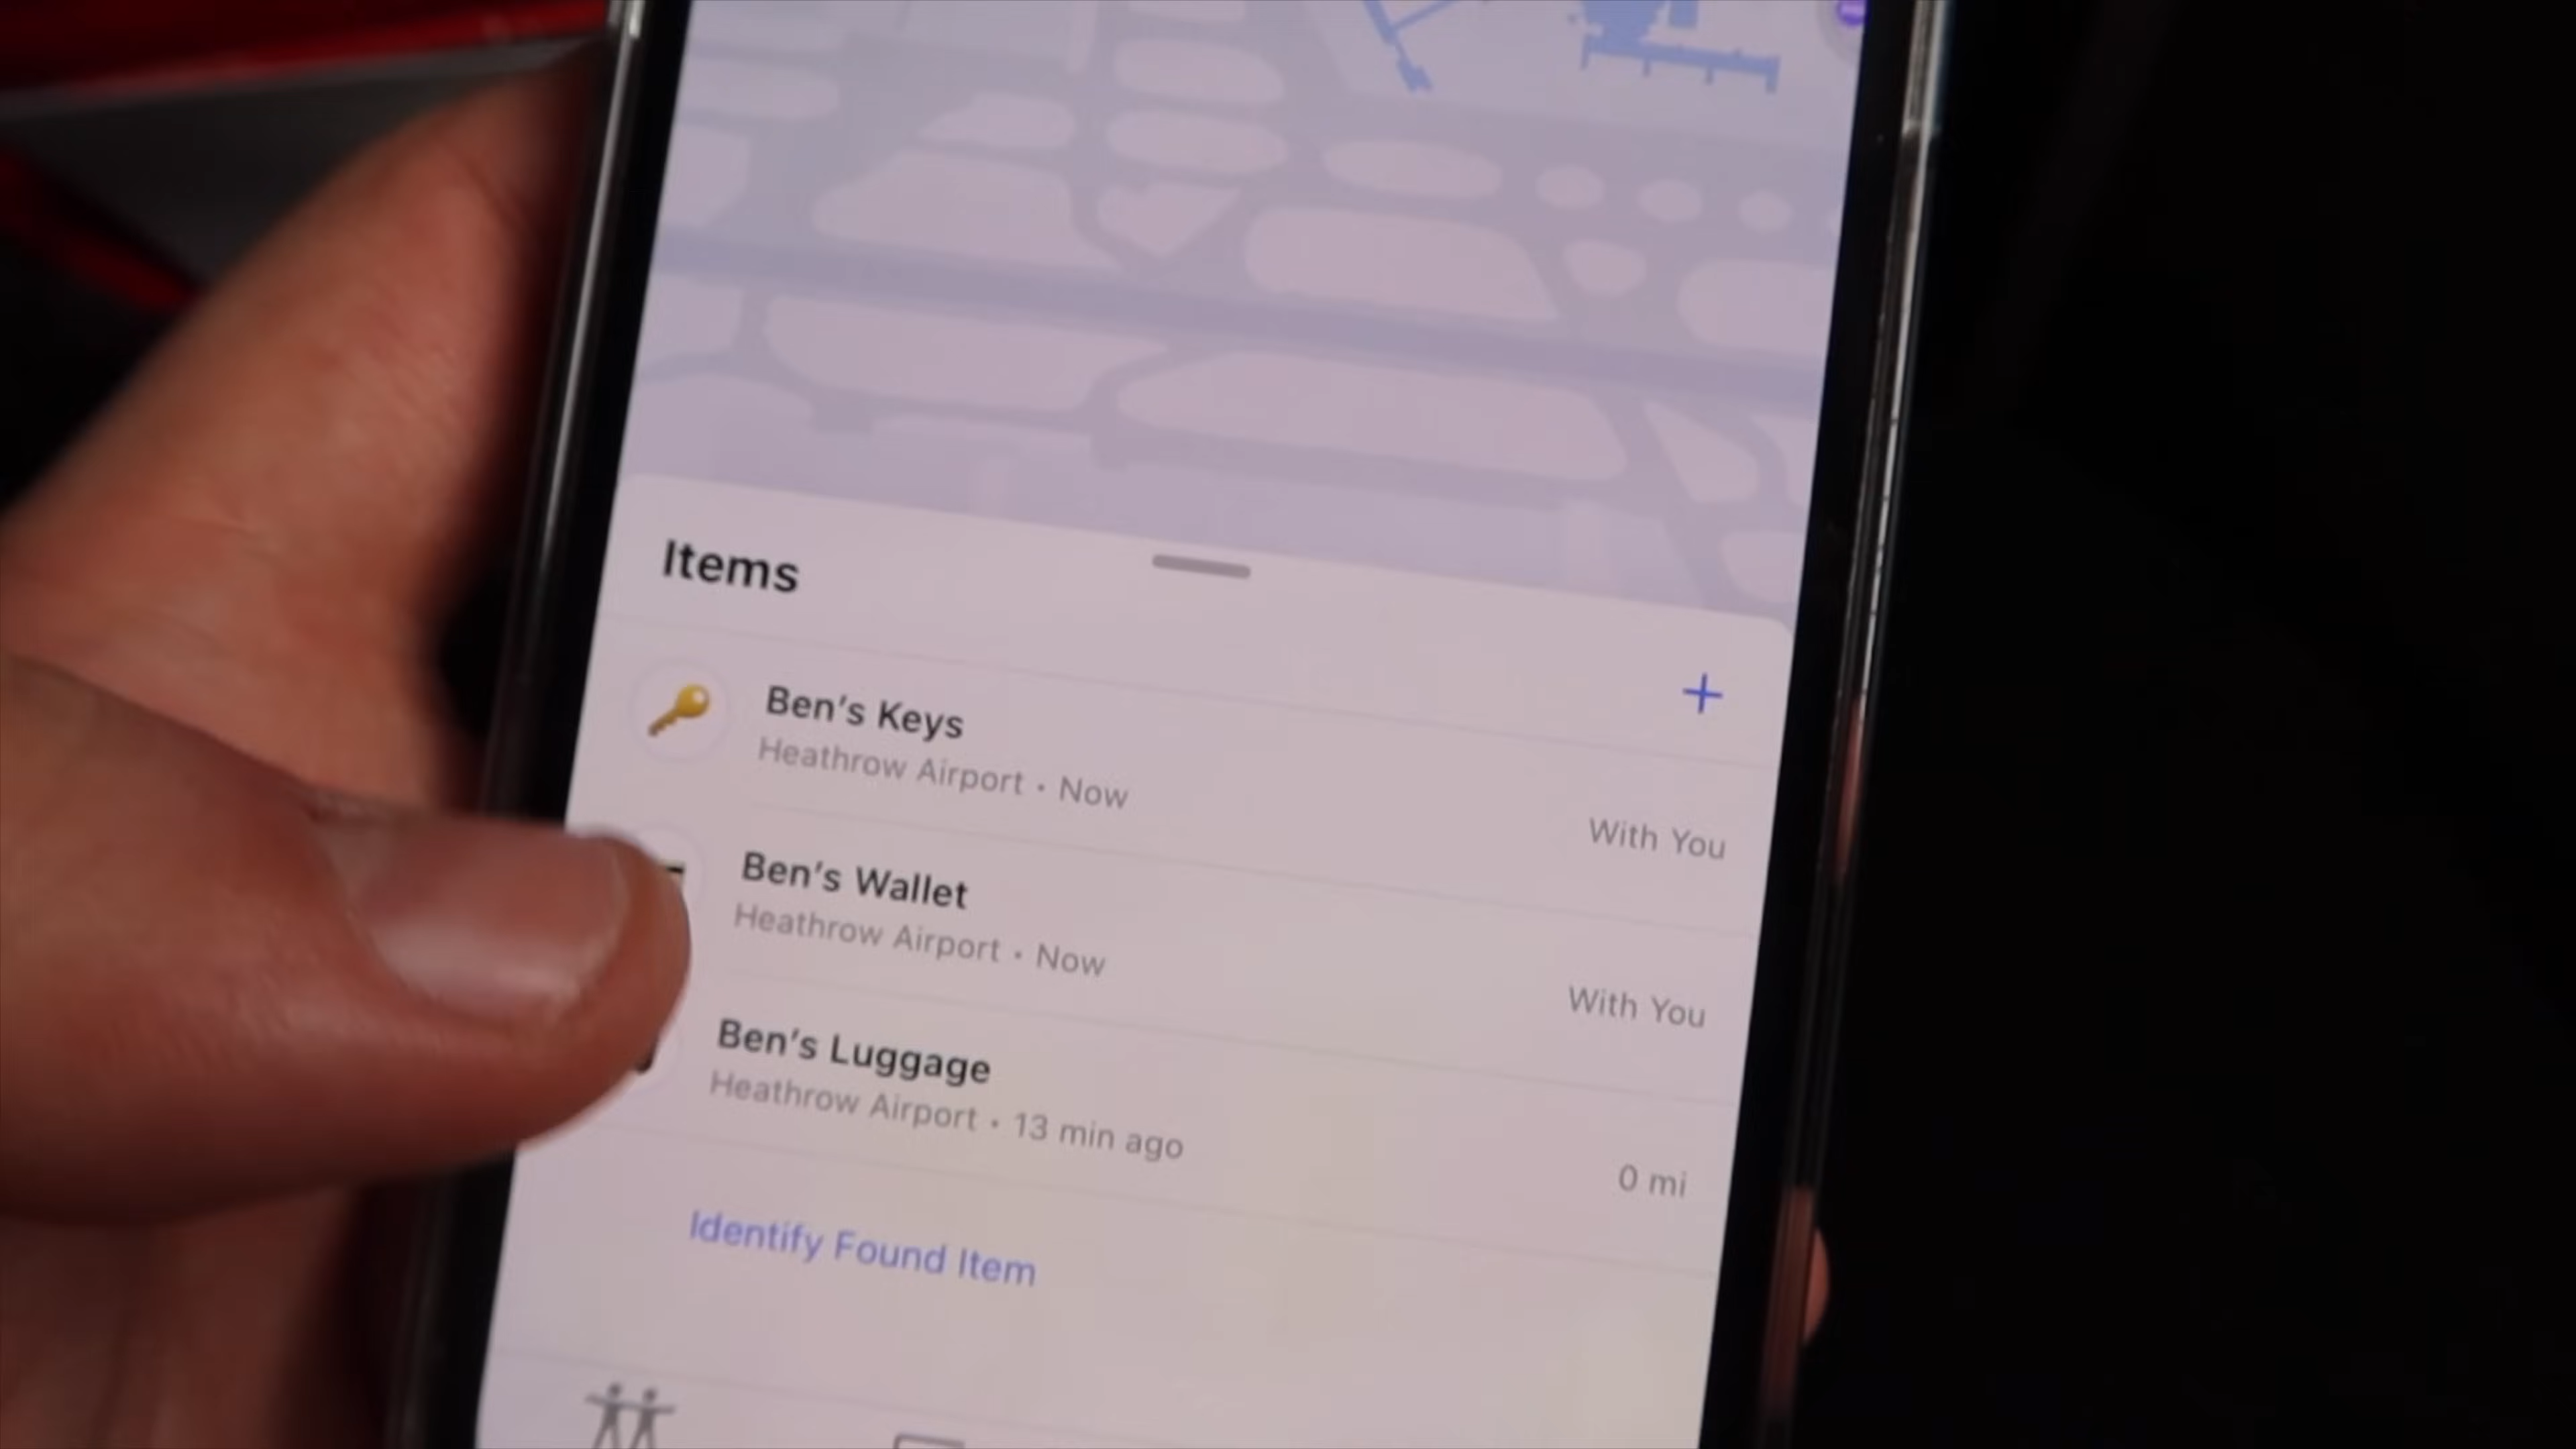 Items
Ben's Keys
Heathrow Airport • Now
With You
Ben's Wallet
Heathrow Airport • Now
With You
Ben's Luggage
Heathrow Airport • 13 min ago
0 mi
Identify Found Item